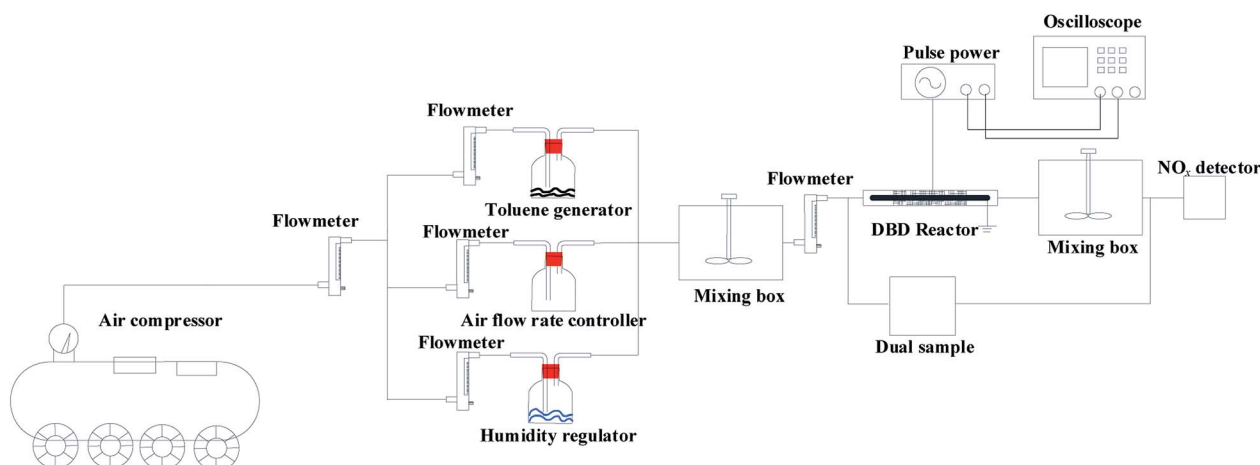 Oscilloscope
Pulse power
Flowmeter
NOx detector
Flowmeter
Toluene generator
Flowmeter
DBD Reactor
Flowmeter
Mixing box
Mixing box
Air compressor
Air flow rate controller
Flowmeter
Dual sample
Humidity regulator